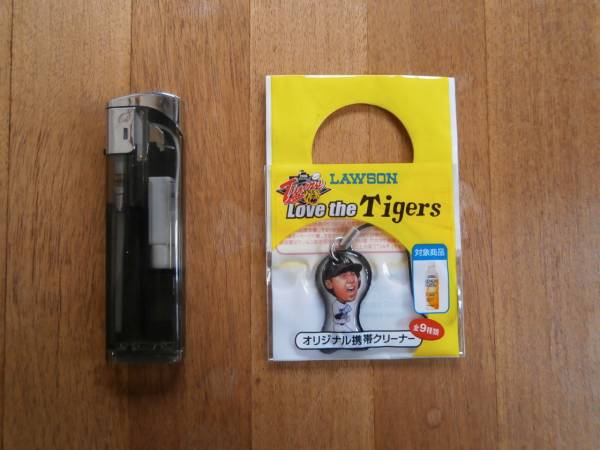 Tigers
LAWSON
Love the Tigers
対象商品
全9種類
オリジナル携帯クリーナー